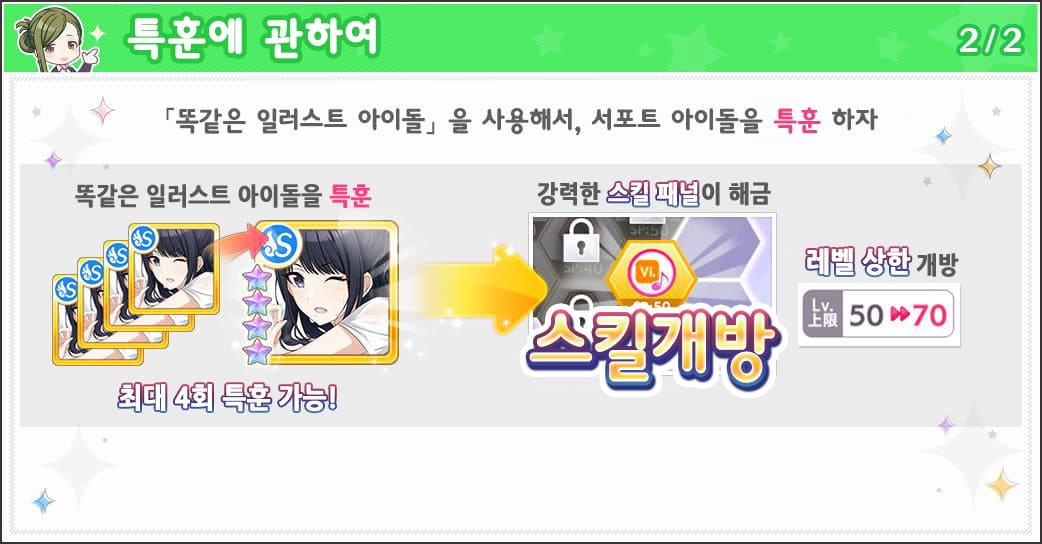 특훈에 관하여
2/2
「똑같은 일러스트 아이돌」을 사용해서, 서포트 아이돌을 특훈 하자
똑같은 일러스트 아이돌을 특훈
S
S
S
S
S
최대 4회 특훈 가능!
강력한 스킬 패널이 해금
SP:50
SP:40
Vi.
SP:50
스킬개방
레벨 상한 개방
Lv.
上限
50 70